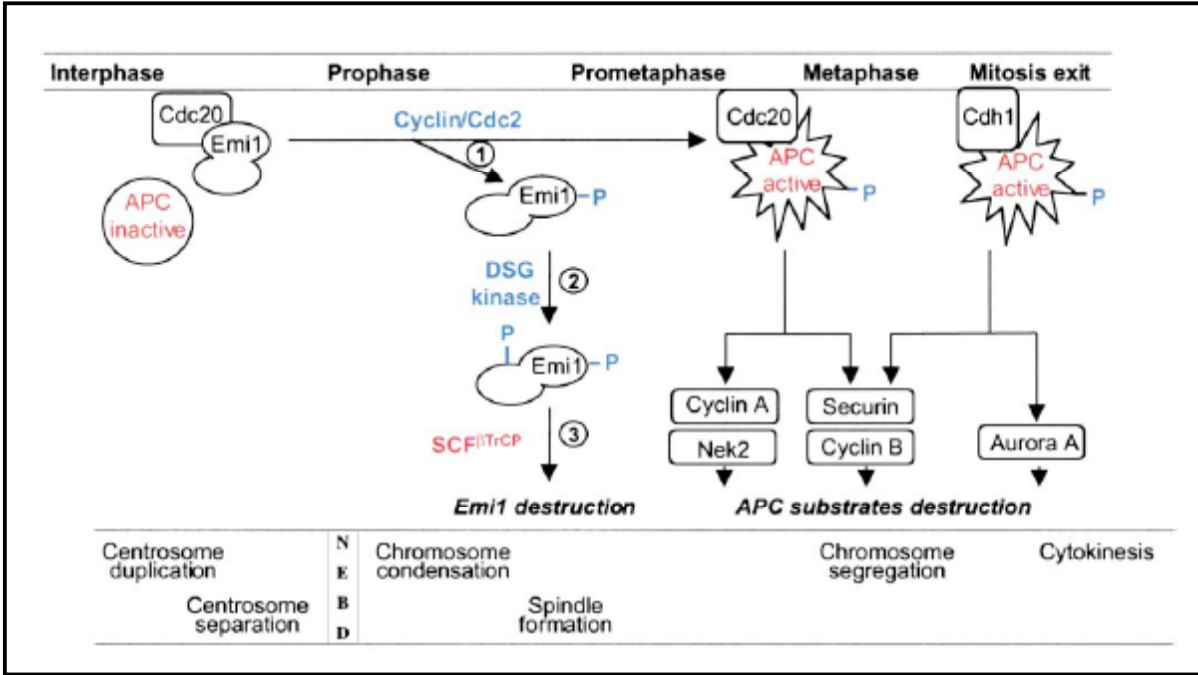 Interphase Prophase Prometaphase Metaphase Mitosis exit
Cdc20
Emi1
APC
inactive
Cyclin/Cdc2
1
Emi1 P
DSG
kinase
2
P
Emi1 P
SCFβTrCP
3
Emi1 destruction
Cdc20
APC
active
P
Cdh1
APC
active
P
Cyclin A
Nek2
Securin
Cyclin B
Aurora A
APC substrates destruction
Centrosome
duplication
Centrosome
separation
N
E
B
D
Chromosome
condensation
Spindle
formation
Chromosome
segregation
Cytokinesis